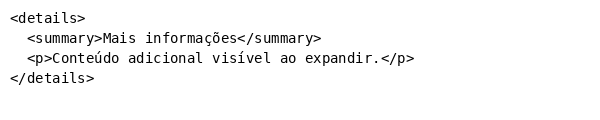 <details>
  <summary>Mais informações</summary>
  <p>Conteúdo adicional visível ao expandir.</p>
</details>